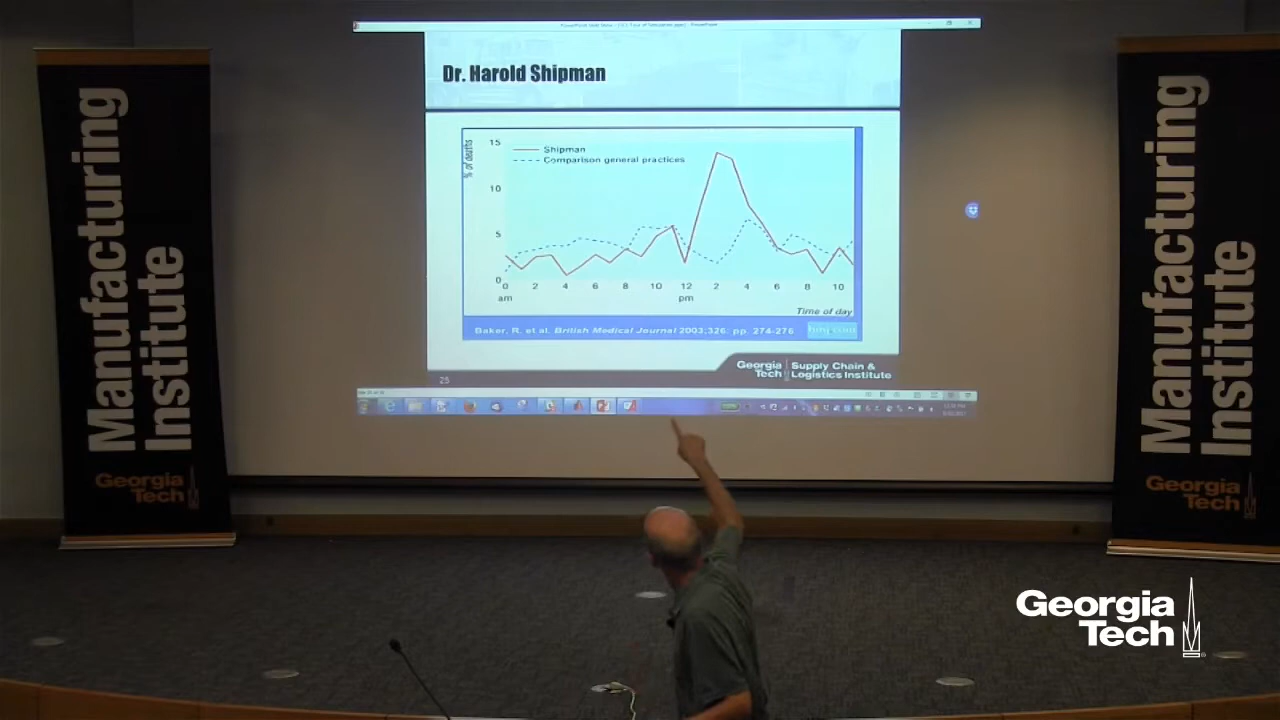 Manufacturing
Institute
Georgia
Tech
Dr. Harold Shipman
% of deaths
15
10
5
0
Shipman
Comparison general practices
0 2 4 6 8 10 12 2 4 6 8 10
am pm
Time of day
Baker, R, et al. British Medical Journal 2003;326: pp. 274-276
bmj.com
Georgia
Tech
Supply Chain &
Logistics Institute
25
Manufacturing
Institute
Georgia
Tech
Georgia
Tech